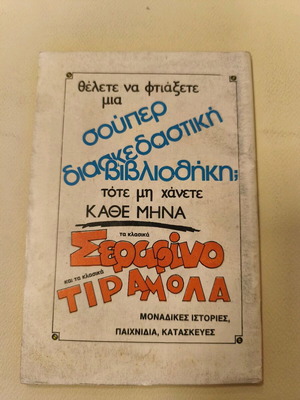 θέλετε να φτιάξετε
μια
σούπερ
διασκεδαστική
βιβλιοθήκη;
τότε μη χάνετε
ΚΑΘΕ ΜΗΝΑ
τα κλασικά
Σεραφίνο
και τα κλασικά
ΤΙΡΑΜΟΛΑ
ΜΟΝΑΔΙΚΕΣ ΙΣΤΟΡΙΕΣ,
ΠΑΙΧΝΙΔΙΑ, ΚΑΤΑΣΚΕΥΕΣ